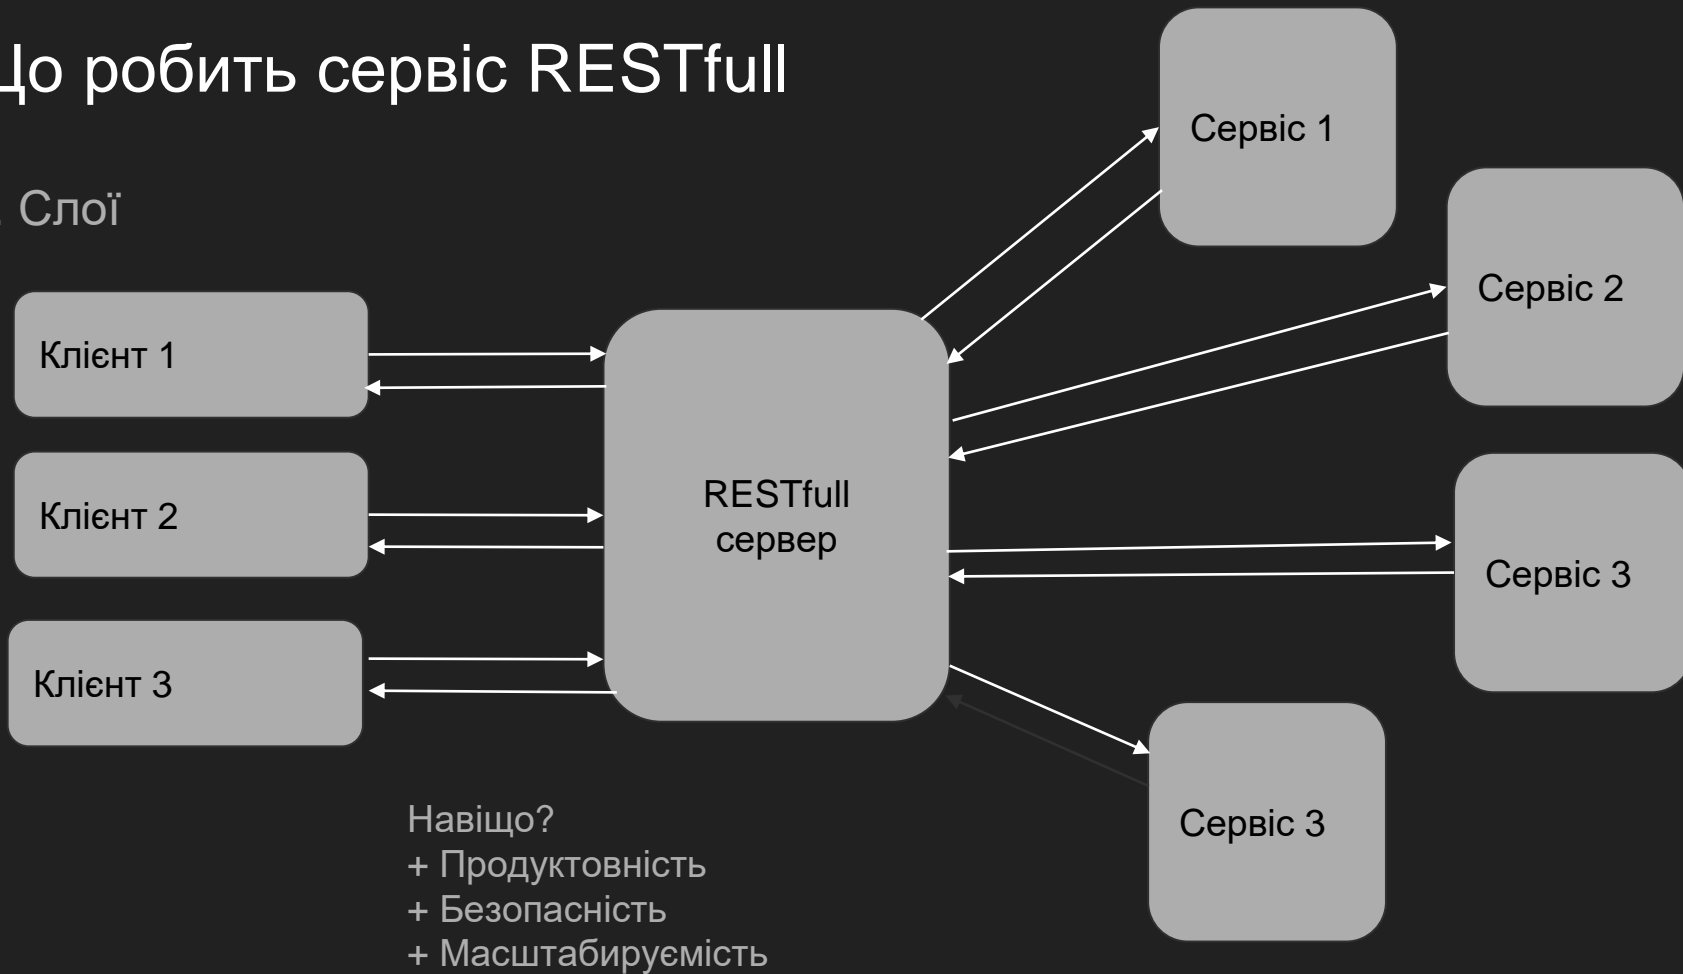 Що робить сервіс RESTfull
. Слої
Клієнт 1
Клієнт 2
Клієнт 3
RESTfull
сервер
Сервіс 1
Сервіс 2
Сервіс 3
Сервіс 3
Навіщо?
+ Продуктовність
+ Безопасність
+ Масштабируємість